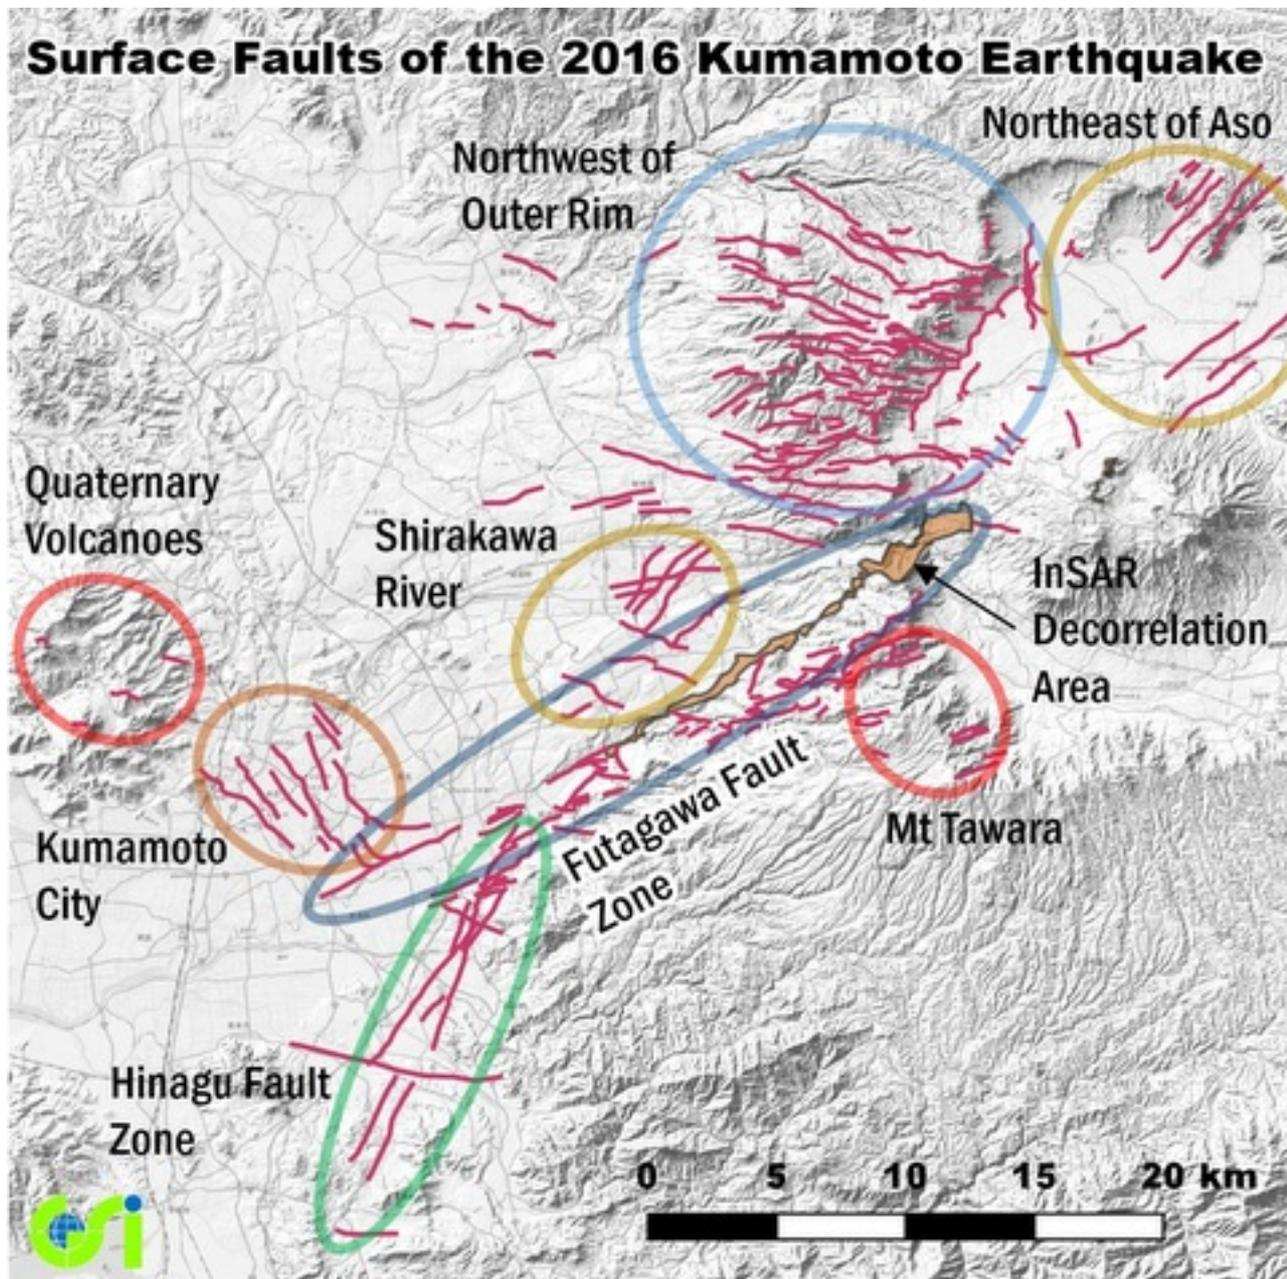 Surface Faults of the 2016 Kumamoto Earthquake
Northeast of Aso
Northwest of
Outer Rim
Quaternary
Volcanoes
Shirakawa
River
InSAR
Decorrelation
Area
Futagawa Fault
Zone
Mt Tawara
Kumamoto
City
Hinagu Fault
Zone
0 5 10 15 20 km
GSi